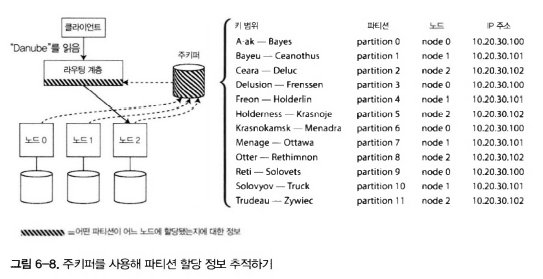 클라이언트
"Danube"를 읽음
라우팅 계층
주키퍼
노드 0
노드 1
노드 2
키 범위 파티션 노드 IP 주소
A-ak — Bayes partition 0 node 0 10.20.30.100
Bayeu — Ceanothus partition 1 node 1 10.20.30.101
Ceara — Deluc partition 2 node 2 10.20.30.102
Delusion — Frenssen partition 3 node 0 10.20.30.100
Freon — Holderlin partition 4 node 1 10.20.30.101
Holderness — Krasnoje partition 5 node 2 10.20.30.102
Krasnokamsk — Menadra partition 6 node 0 10.20.30.100
Menage — Ottawa partition 7 node 1 10.20.30.101
Otter — Rethimnon partition 8 node 2 10.20.30.102
Reti — Solovets partition 9 node 0 10.20.30.100
Solovyov — Truck partition 10 node 1 10.20.30.101
Trudeau — Zywiec partition 11 node 2 10.20.30.102
= 어떤 파티션이 어느 노드에 할당됐는지에 대한 정보
그림 6-8. 주키퍼를 사용해 파티션 할당 정보 추적하기